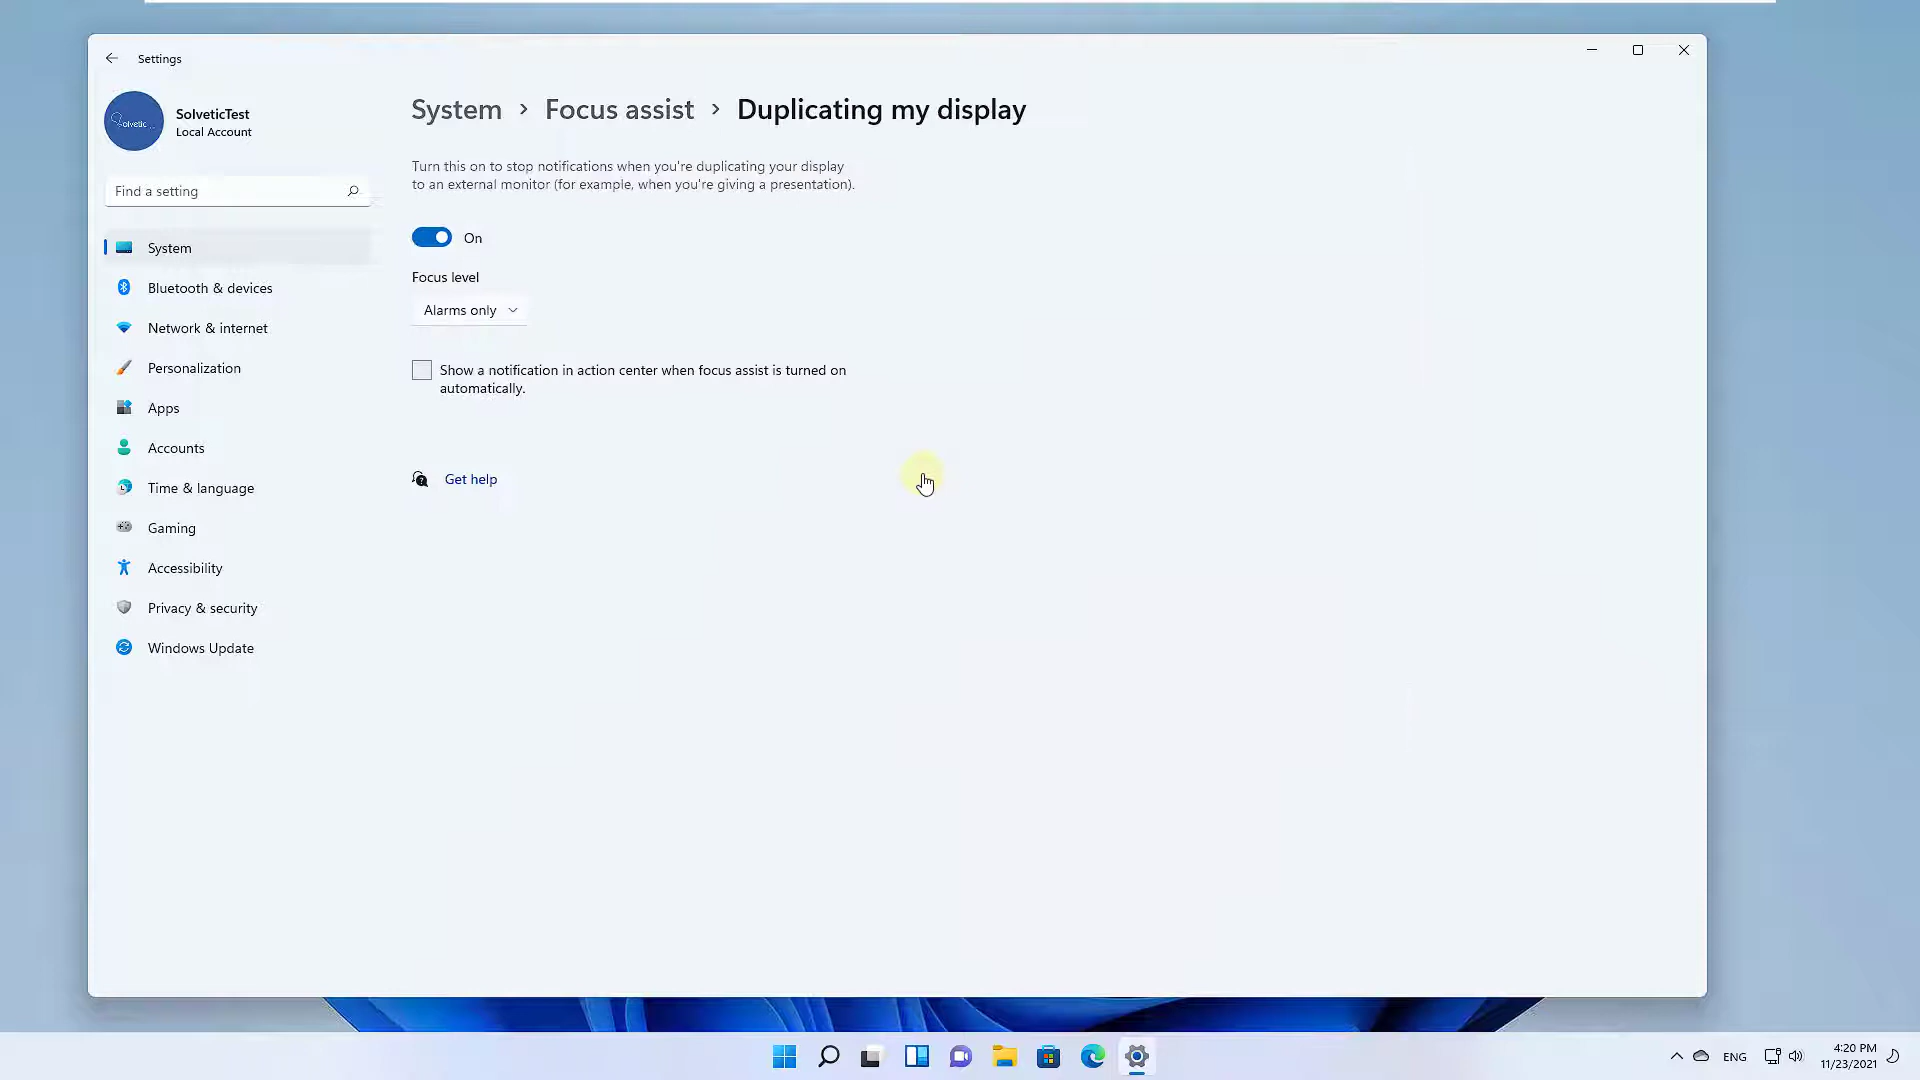 Settings
SolveticTest
Local Account
Solvetic
Find a setting
System
Bluetooth & devices
Network & internet
Personalization
Apps
Accounts
Time & language
Gaming
Accessibility
Privacy & security
Windows Update
System › Focus assist › Duplicating my display
Turn this on to stop notifications when you're duplicating your display
to an external monitor (for example, when you're giving a presentation).
On
Focus level
Alarms only
Show a notification in action center when focus assist is turned on
automatically.
Get help
ENG
4:20 PM
11/23/2021